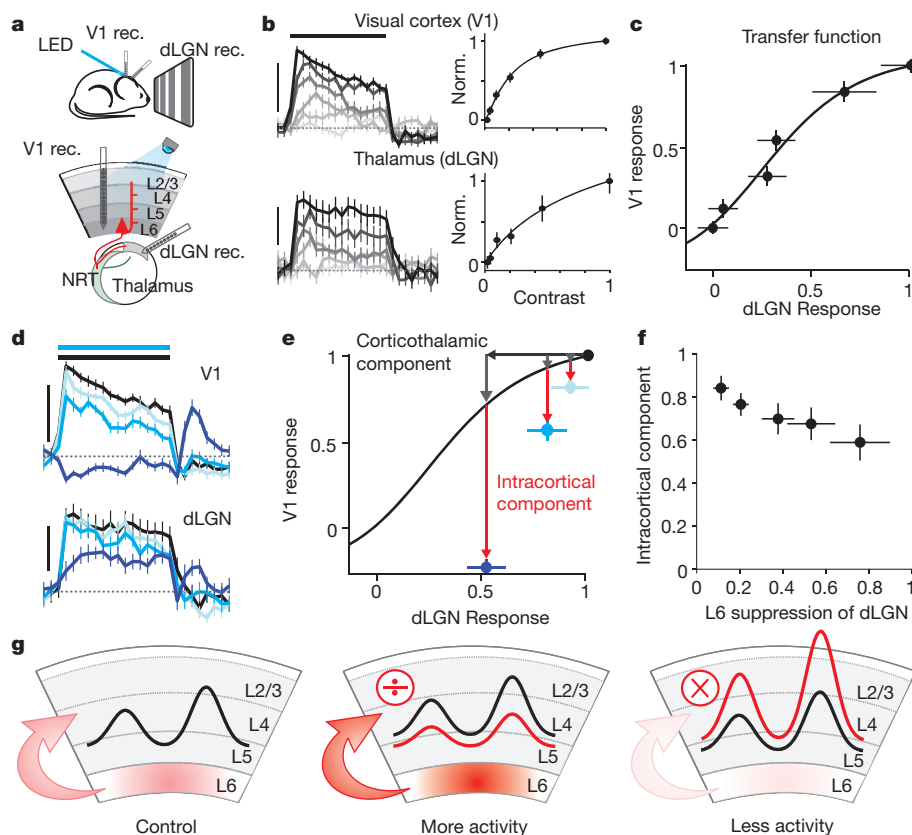 a
V1 rec.
LED
dLGN rec.
V1 rec.
L2/3
L4
L5
L6
dLGN rec.
NRT
Thalamus
b
Visual cortex (V1)
Norm.
1
0
0
1
Thalamus (dLGN)
Norm.
1
0
0
1
Contrast
c
Transfer function
V1 response
1
0.5
0
0
0.5
1
dLGN Response
d
V1
dLGN
e
Corticothalamic
component
V1 response
1
0.5
0
Intracortical
component
0
0.5
1
dLGN Response
f
Intracortical component
1
0.8
0.6
0.4
0.2
0
0
0.2
0.4
0.6
0.8
1
L6 suppression of dLGN
g
L2/3
L4
L5
L6
Control
÷
L2/3
L4
L5
L6
More activity
×
L2/3
L4
L5
L6
Less activity